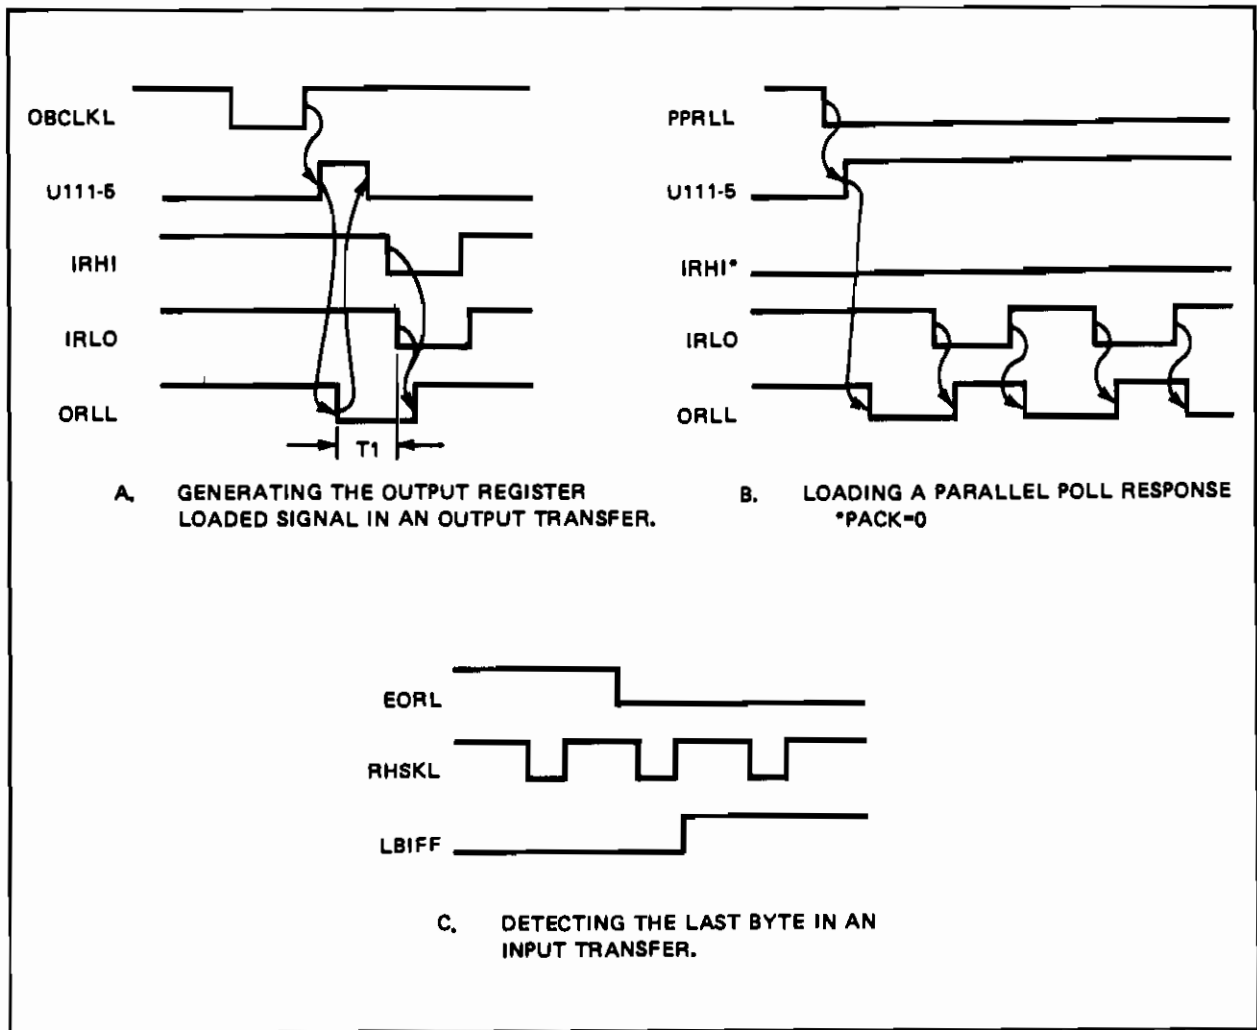 OBCLKL
U111-5
IRHI
IRLO
ORLL
T1
A. GENERATING THE OUTPUT REGISTER
LOADED SIGNAL IN AN OUTPUT TRANSFER.
PPRLL
U111-5
IRHI*
IRLO
ORLL
B. LOADING A PARALLEL POLL RESPONSE
*PACK=0
EORL
RHSKL
LBIFF
C. DETECTING THE LAST BYTE IN AN
INPUT TRANSFER.